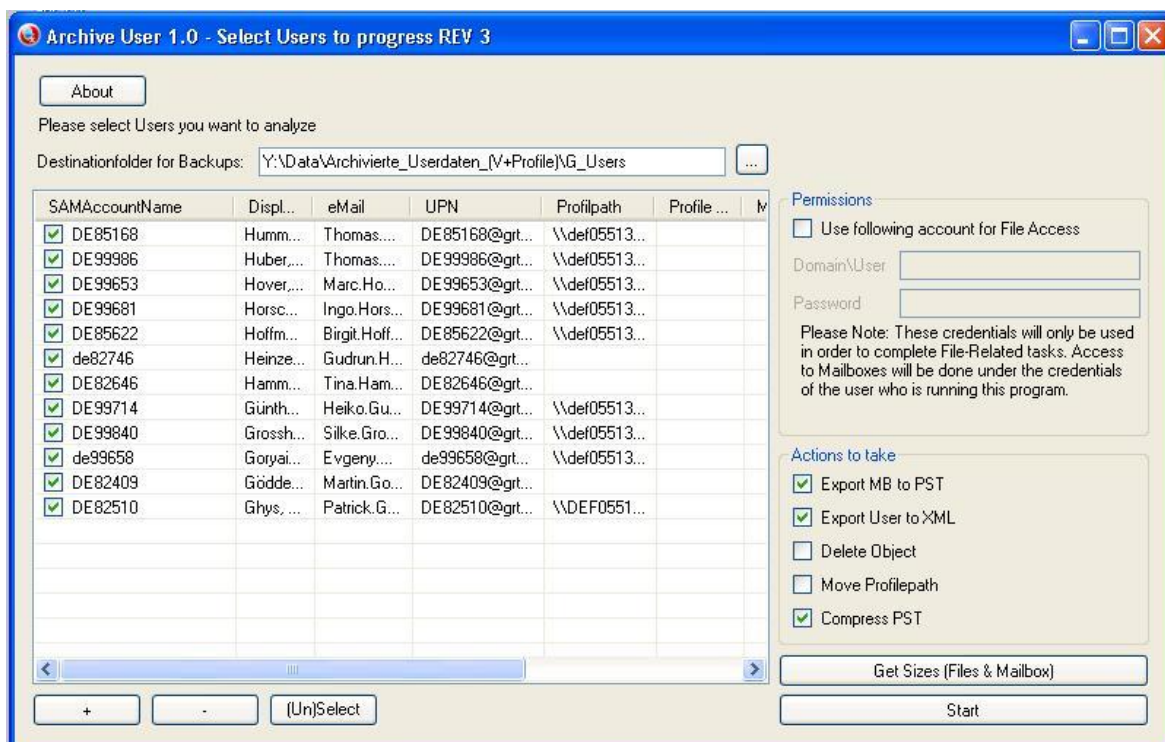 Archive User 1.0 - Select Users to progress REV 3
About
Please select Users you want to analyze
Destinationfolder for Backups: Y:\Data\Archivierte_Userdaten_(V+Profile)\G_Users ...
SAMAccountName Displ... eMail UPN Profilpath Profile ... M
DE85168 Humm... Thomas.... DE85168@grt... \\def05513...
DE99986 Huber,... Thomas.... DE99986@grt... \\def05513...
DE99653 Hover,... Marc.Ho... DE99653@grt... \\def05513...
DE99681 Horsc... Ingo.Hors... DE99681@grt... \\def05513...
DE85622 Hoffm... Birgit.Hoff... DE85622@grt... \\def05513...
de82746 Heinze... Gudrun.H... de82746@grt...
DE82646 Hamm... Tina.Ham... DE82646@grt...
DE99714 Günth... Heiko.Gu... DE99714@grt... \\def05513...
DE99840 Grossh... Silke.Gro... DE99840@grt... \\def05513...
de99658 Goryai... Evgeny.... de99658@grt... \\def05513...
DE82409 Gödde... Martin.Go... DE82409@grt...
DE82510 Ghys, ... Patrick.G... DE82510@grt... \\DEF0551...
+ - (Un)Select
Permissions
Use following account for File Access
Domain\User
Password
Please Note: These credentials will only be used
in order to complete File-Related tasks. Access
to Mailboxes will be done under the credentials
of the user who is running this program.
Actions to take
Export MB to PST
Export User to XML
Delete Object
Move Profilepath
Compress PST
Get Sizes (Files & Mailbox)
Start